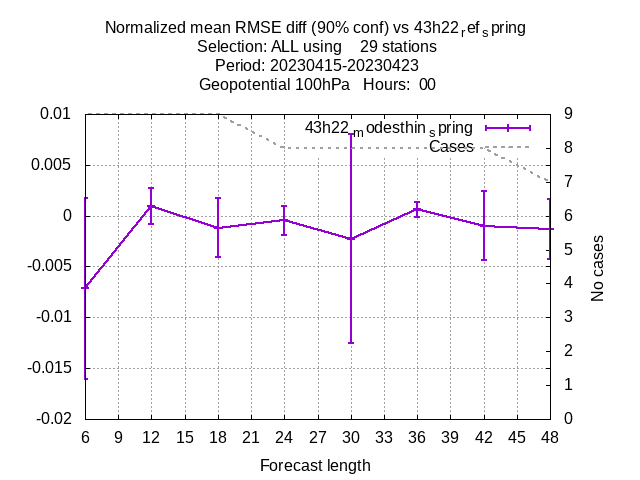 Normalized mean RMSE diff (90% conf) vs 43h22ref spring
Selection: ALL using 29 stations
Period: 20230415-20230423
Geopotential 100hPa Hours: 00
43h22modesthinspring
Cases
0.01
0.005
0
-0.005
-0.01
-0.015
-0.02
9
8
7
6
5
4
3
2
1
0
No cases
6 9 12 15 18 21 24 27 30 33 36 39 42 45 48
Forecast length